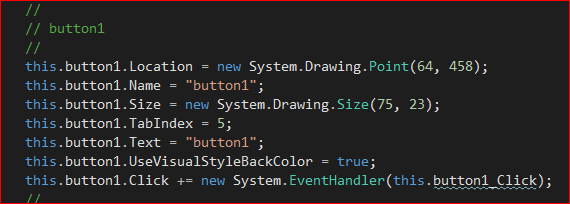 //
// button1
//
this.button1.Location = new System.Drawing.Point(64, 458);
this.button1.Name = "button1";
this.button1.Size = new System.Drawing.Size(75, 23);
this.button1.TabIndex = 5;
this.button1.Text = "button1";
this.button1.UseVisualStyleBackColor = true;
this.button1.Click += new System.EventHandler(this.button1_Click);
//